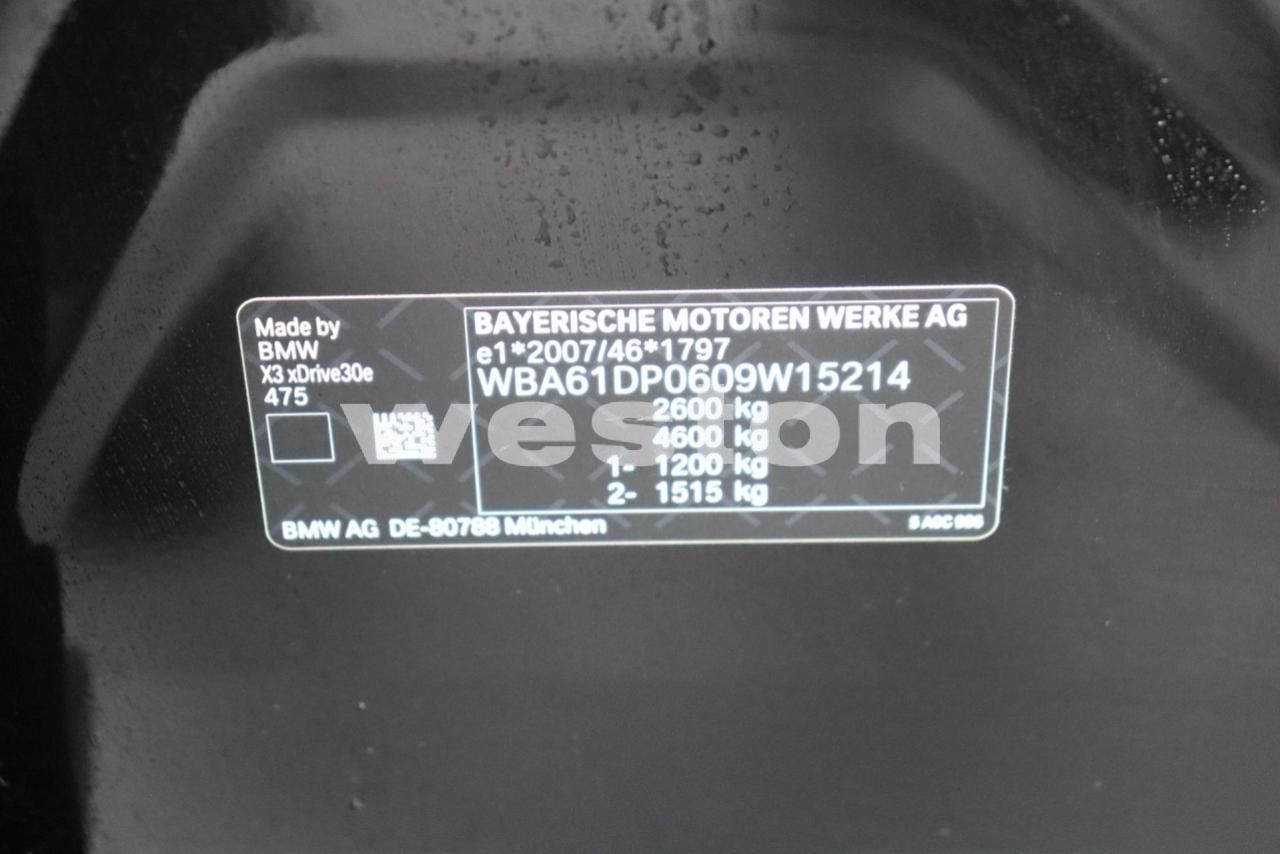 Made by
BMW
X3 xDrive30e
475
BAYERISCHE MOTOREN WERKE AG
e1*2007/46*1797
WBA61DP0609W15214
2600 kg
4600 kg
1- 1200 kg
2- 1515 kg
BMW AG DE-80788 München
weston